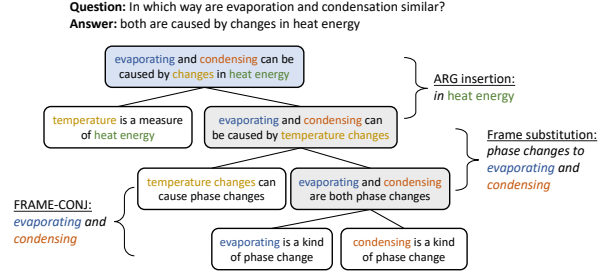 Question: In which way are evaporation and condensation similar?
Answer: both are caused by changes in heat energy
evaporating and condensing can be
caused by changes in heat energy
ARG insertion:
in heat energy
temperature is a measure
of heat energy
evaporating and condensing can
be caused by temperature changes
Frame substitution:
phase changes to
evaporating and
condensing
temperature changes can
cause phase changes
evaporating and condensing
are both phase changes
FRAME-CONJ:
evaporating and
condensing
evaporating is a kind
of phase change
condensing is a kind
of phase change